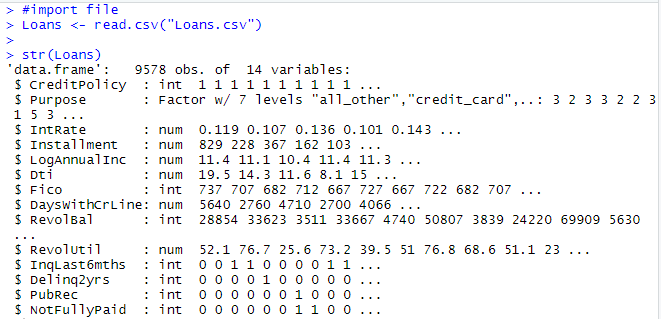 > #import file
> Loans <- read.csv("Loans.csv")
>
> str(Loans)
'data.frame':   9578 obs. of  14 variables:
 $ CreditPolicy : int  1 1 1 1 1 1 1 1 1 1 ...
 $ Purpose      : Factor w/ 7 levels "all_other","credit_card",..: 3 2 3 3 2 2 3
1 5 3 ...
 $ IntRate      : num  0.119 0.107 0.136 0.101 0.143 ...
 $ Installment  : num  829 228 367 162 103 ...
 $ LogAnnualInc : num  11.4 11.1 10.4 11.4 11.3 ...
 $ Dti          : num  19.5 14.3 11.6 8.1 15 ...
 $ Fico         : int  737 707 682 712 667 727 667 722 682 707 ...
 $ DaysWithCrLine: num  5640 2760 4710 2700 4066 ...
 $ RevolBal     : int  28854 33623 3511 33667 4740 50807 3839 24220 69909 5630
...
 $ RevolUtil    : num  52.1 76.7 25.6 73.2 39.5 51 76.8 68.6 51.1 23 ...
 $ InqLast6mths : int  0 0 1 1 0 0 0 0 1 1 ...
 $ Delinq2yrs   : int  0 0 0 0 1 0 0 0 0 0 ...
 $ PubRec       : int  0 0 0 0 0 0 1 0 0 0 ...
 $ NotFullyPaid : int  0 0 0 0 0 0 1 1 0 0 ...